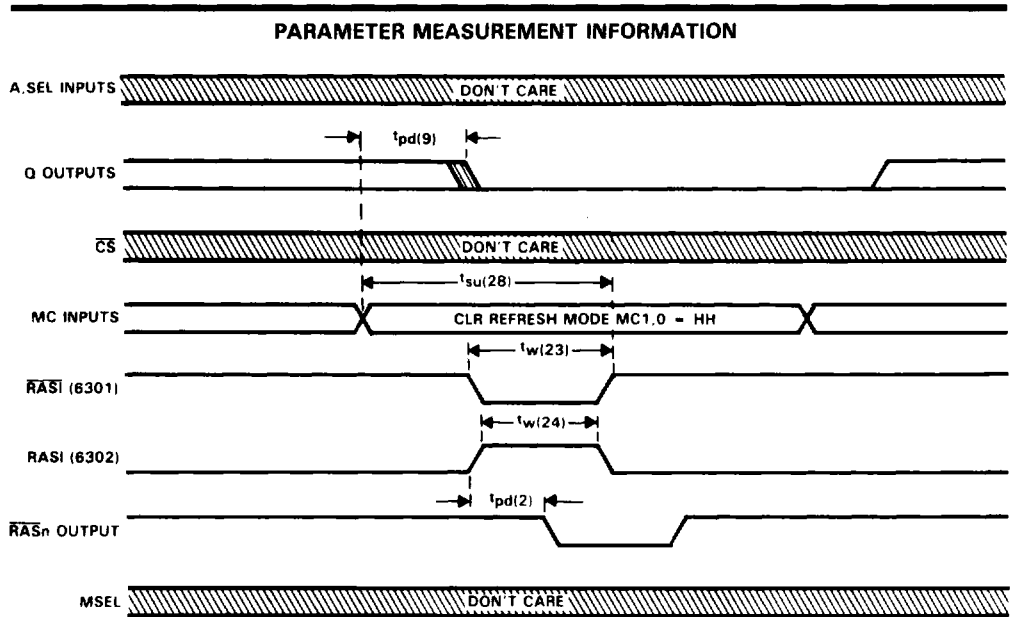 PARAMETER MEASUREMENT INFORMATION
A,SEL INPUTS
DON'T CARE
tpd(9)
Q OUTPUTS
CS
DON'T CARE
tsu(28)
MC INPUTS
CLR REFRESH MODE MC1,0 = HH
tw(23)
RASI (6301)
tw(24)
RASI (6302)
tpd(2)
RASn OUTPUT
MSEL
DON'T CARE